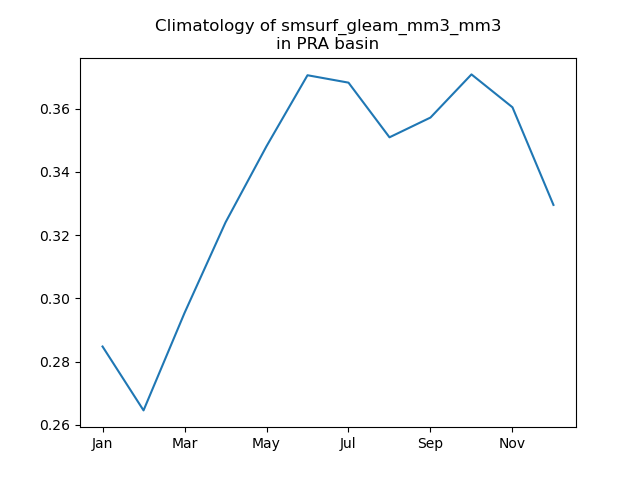 Climatology of smsurf_gleam_mm3_mm3
in PRA basin
0.36
0.34
0.32
0.30
0.28
0.26
Jan
Mar
May
Jul
Sep
Nov